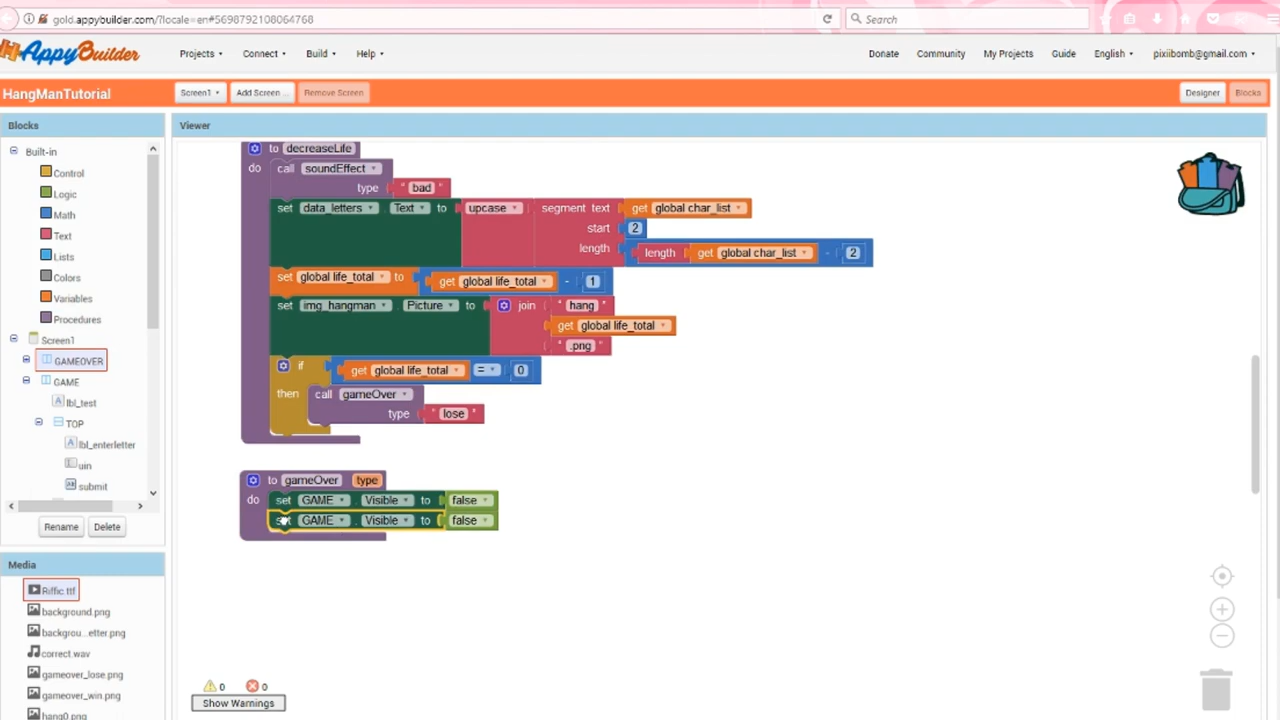 gold.appybuilder.com/?locale=en#5698792108064768
Search
AppyBuilder
Projects
Connect
Build
Help
Donate
Community
My Projects
Guide
English
pixiibomb@gmail.com
HangManTutorial
Screen1
Add Screen ...
Remove Screen
Designer
Blocks
Blocks
Viewer
Built-in
Control
Logic
Math
Text
Lists
Colors
Variables
Procedures
Screen1
GAMEOVER
GAME
lbl_test
TOP
lbl_enterletter
uin
submit
Rename
Delete
Media
Riffic.ttf
background.png
backgrou...etter.png
correct.wav
gameover_lose.png
gameover_win.png
hang0.png
to decreaseLife
do call soundEffect
type " bad "
set data_letters . Text to upcase segment text get global char_list
start 2
length length get global char_list - 2
set global life_total to get global life_total - 1
set img_hangman . Picture to join " hang "
get global life_total
" .png "
if get global life_total = 0
then call gameOver
type " lose "
to gameOver type
do set GAME . Visible to false
set GAME . Visible to false
0 0
Show Warnings